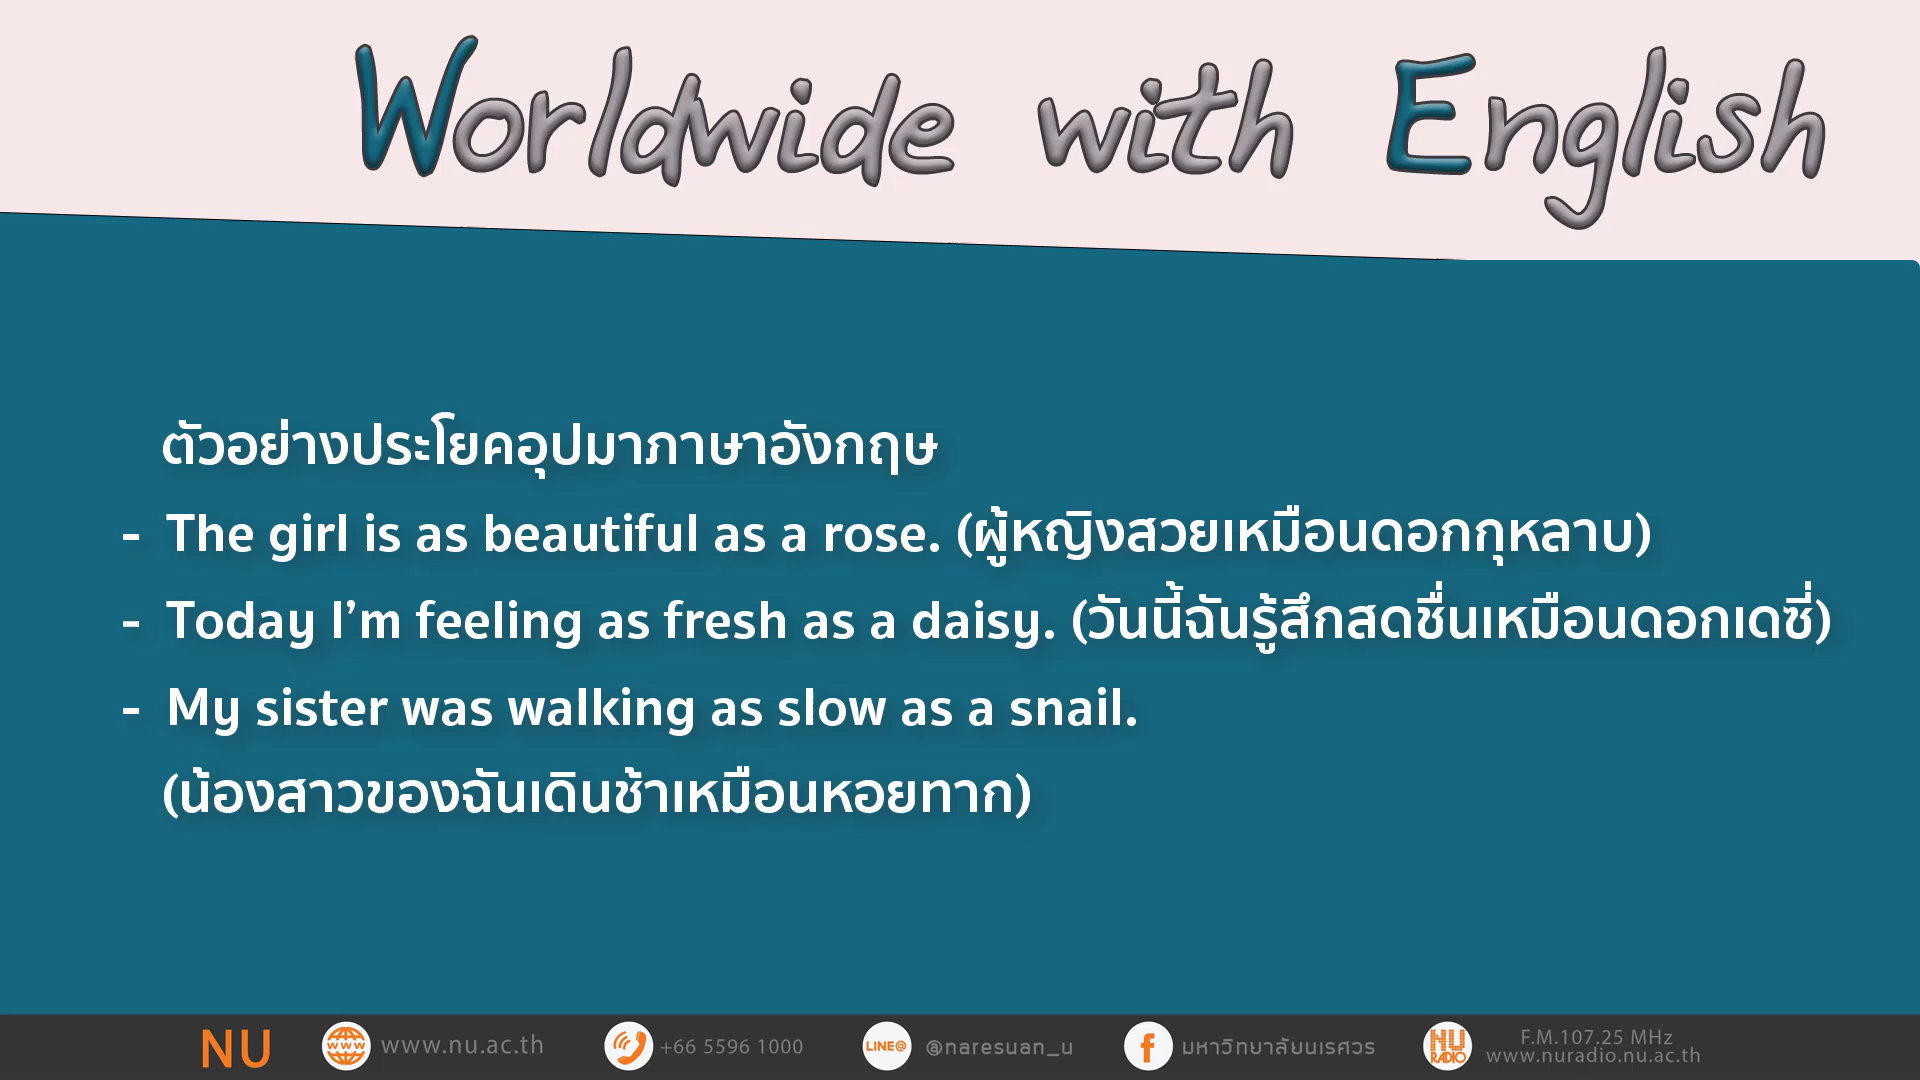 Worldwide with English
ตัวอย่างประโยคอุปมาภาษาอังกฤษ
- The girl is as beautiful as a rose. (ผู้หญิงสวยเหมือนดอกกุหลาบ)
- Today I’m feeling as fresh as a daisy. (วันนี้ฉันรู้สึกสดชื่นเหมือนดอกเดซี่)
- My sister was walking as slow as a snail.
(น้องสาวของฉันเดินช้าเหมือนหอยทาก)
NU www www.nu.ac.th +66 5596 1000 LINE@ @naresuan_u f มหาวิทยาลัยนเรศวร NU RADIO F.M.107.25 MHz
www.nuradio.nu.ac.th